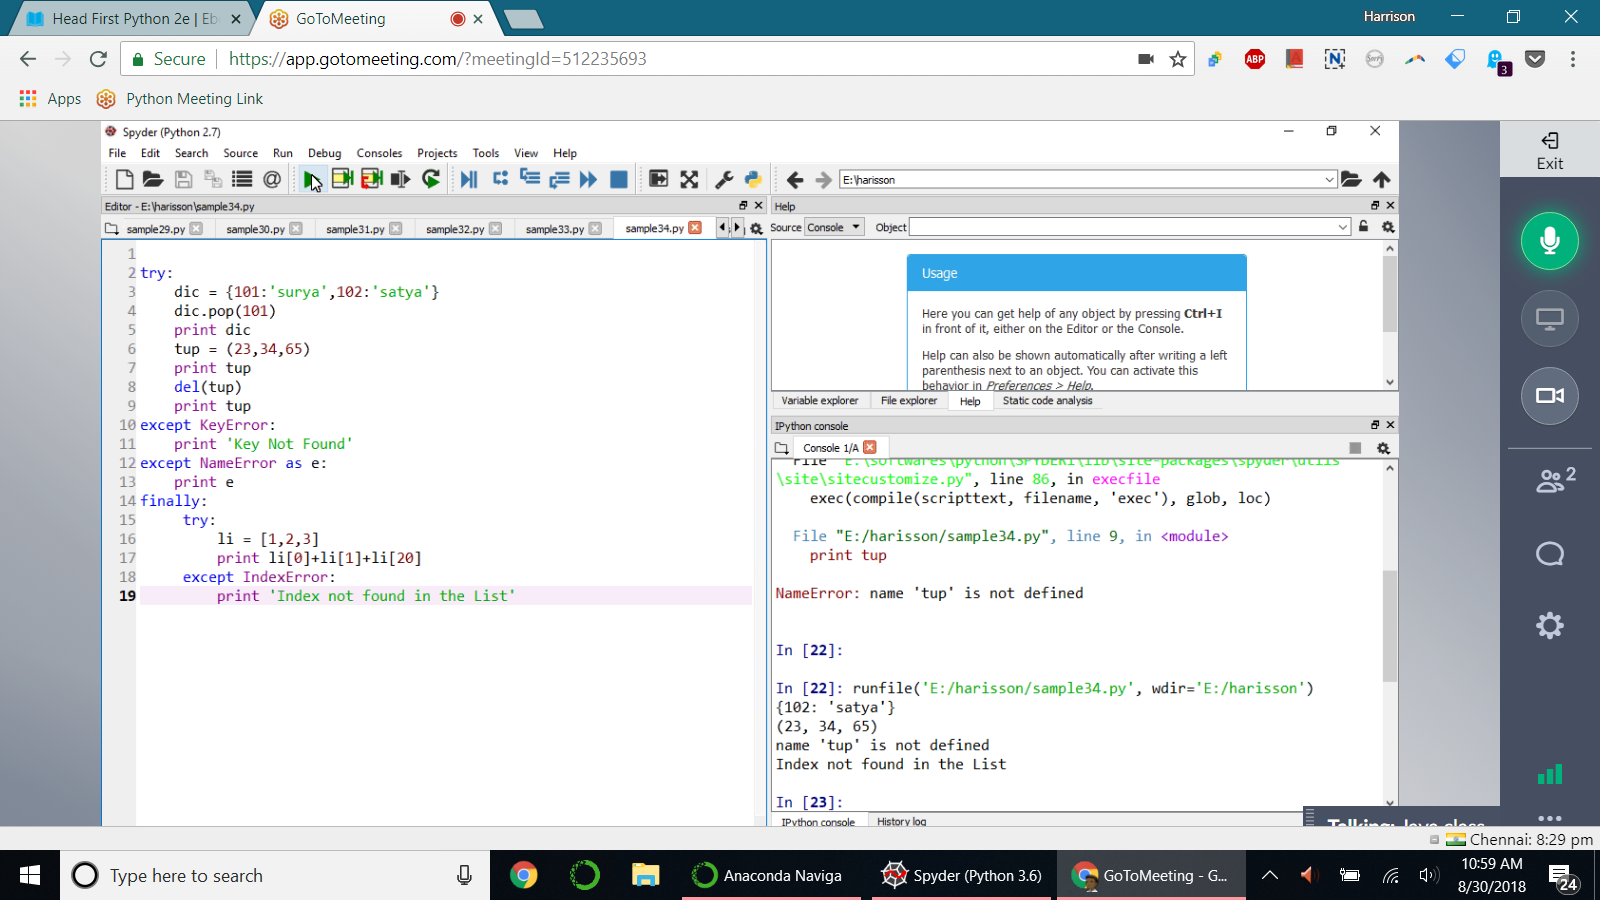 Head First Python 2e | Eb
GoToMeeting
Harrison
Secure
https://app.gotomeeting.com/?meetingId=512235693
ABP
N
3
Apps
Python Meeting Link
Spyder (Python 2.7)
File Edit Search Source Run Debug Consoles Projects Tools View Help
E:\harisson
Editor - E:\harisson\sample34.py
sample29.py sample30.py sample31.py sample32.py sample33.py sample34.py
1
2 try:
3 dic = {101:'surya',102:'satya'}
4 dic.pop(101)
5 print dic
6 tup = (23,34,65)
7 print tup
8 del(tup)
9 print tup
10 except KeyError:
11 print 'Key Not Found'
12 except NameError as e:
13 print e
14 finally:
15 try:
16 li = [1,2,3]
17 print li[0]+li[1]+li[20]
18 except IndexError:
19 print 'Index not found in the List'
Help
Source Console Object
Usage
Here you can get help of any object by pressing Ctrl+I
in front of it, either on the Editor or the Console.
Help can also be shown automatically after writing a left
parenthesis next to an object. You can activate this
behavior in Preferences > Help.
Variable explorer File explorer Help Static code analysis
IPython console
Console 1/A
File "E:\softwares\python\SPYDER1\lib\site-packages\spyder\utils
\site\sitecustomize.py", line 86, in execfile
exec(compile(scripttext, filename, 'exec'), glob, loc)
File "E:/harisson/sample34.py", line 9, in <module>
print tup
NameError: name 'tup' is not defined
In [22]:
In [22]: runfile('E:/harisson/sample34.py', wdir='E:/harisson')
{102: 'satya'}
(23, 34, 65)
name 'tup' is not defined
Index not found in the List
In [23]:
IPython console History log
Exit
2
Talking: java class
Chennai: 8:29 pm
Type here to search
Anaconda Naviga
Spyder (Python 3.6)
GoToMeeting - G...
10:59 AM
8/30/2018
24